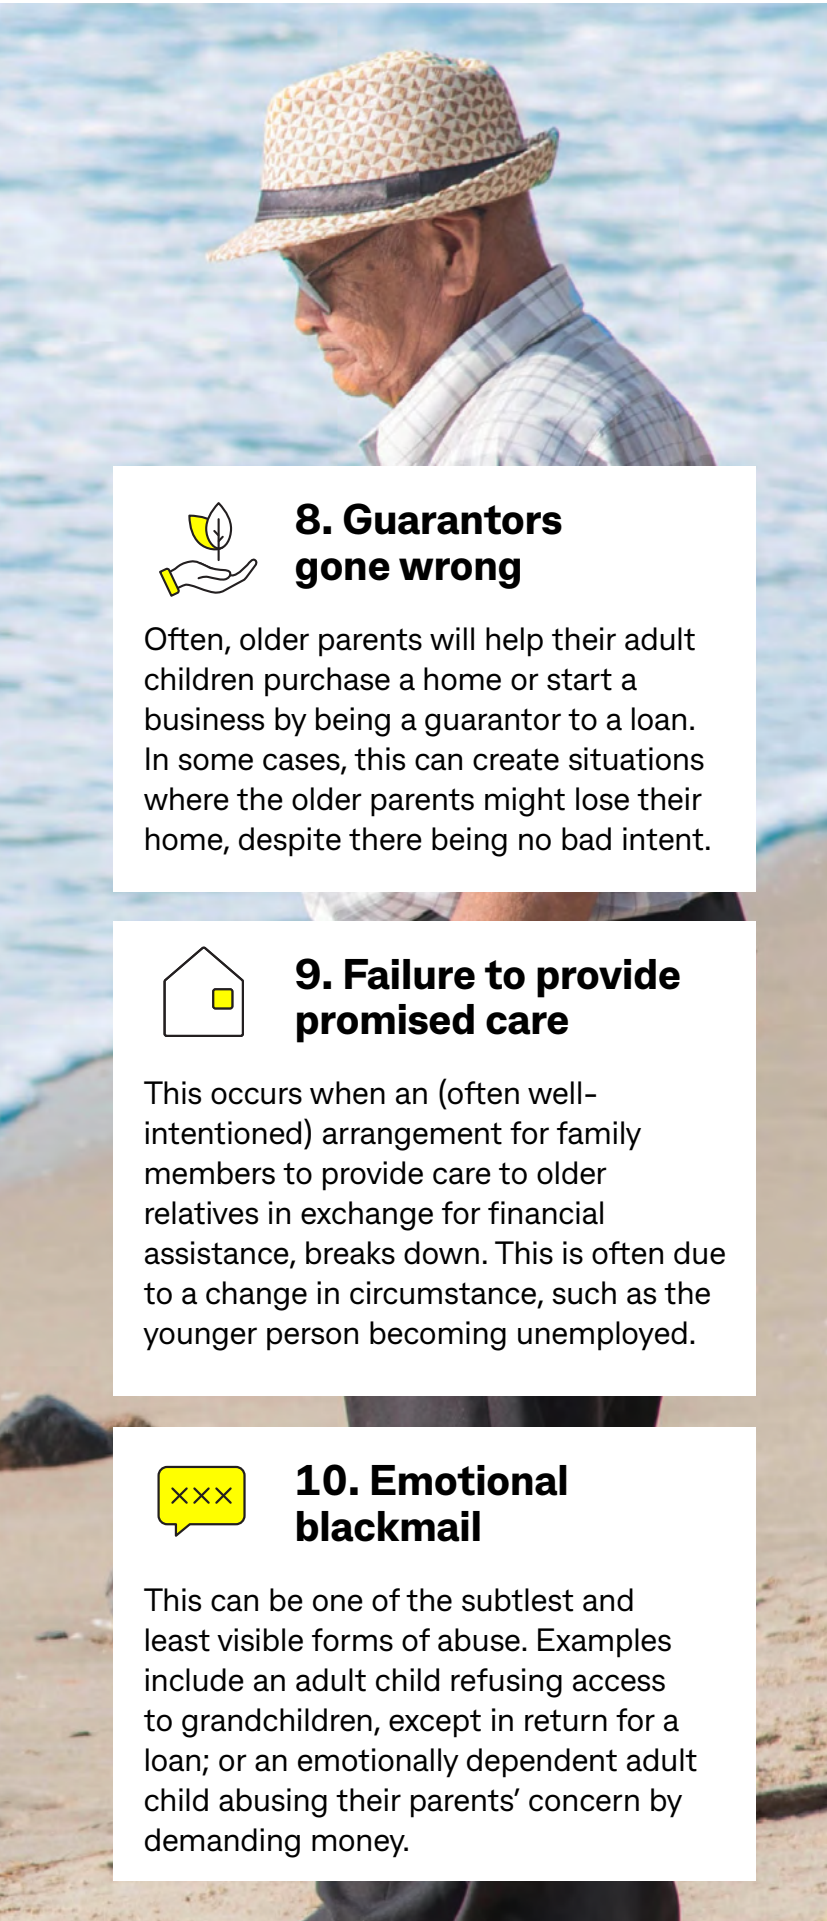 8. Guarantors
gone wrong
Often, older parents will help their adult
children purchase a home or start a
business by being a guarantor to a loan.
In some cases, this can create situations
where the older parents might lose their
home, despite there being no bad intent.
9. Failure to provide
promised care
This occurs when an (often well-
intentioned) arrangement for family
members to provide care to older
relatives in exchange for financial
assistance, breaks down. This is often due
to a change in circumstance, such as the
younger person becoming unemployed.
XXX
10. Emotional
blackmail
This can be one of the subtlest and
least visible forms of abuse. Examples
include an adult child refusing access
to grandchildren, except in return for a
loan; or an emotionally dependent adult
child abusing their parents’ concern by
demanding money.